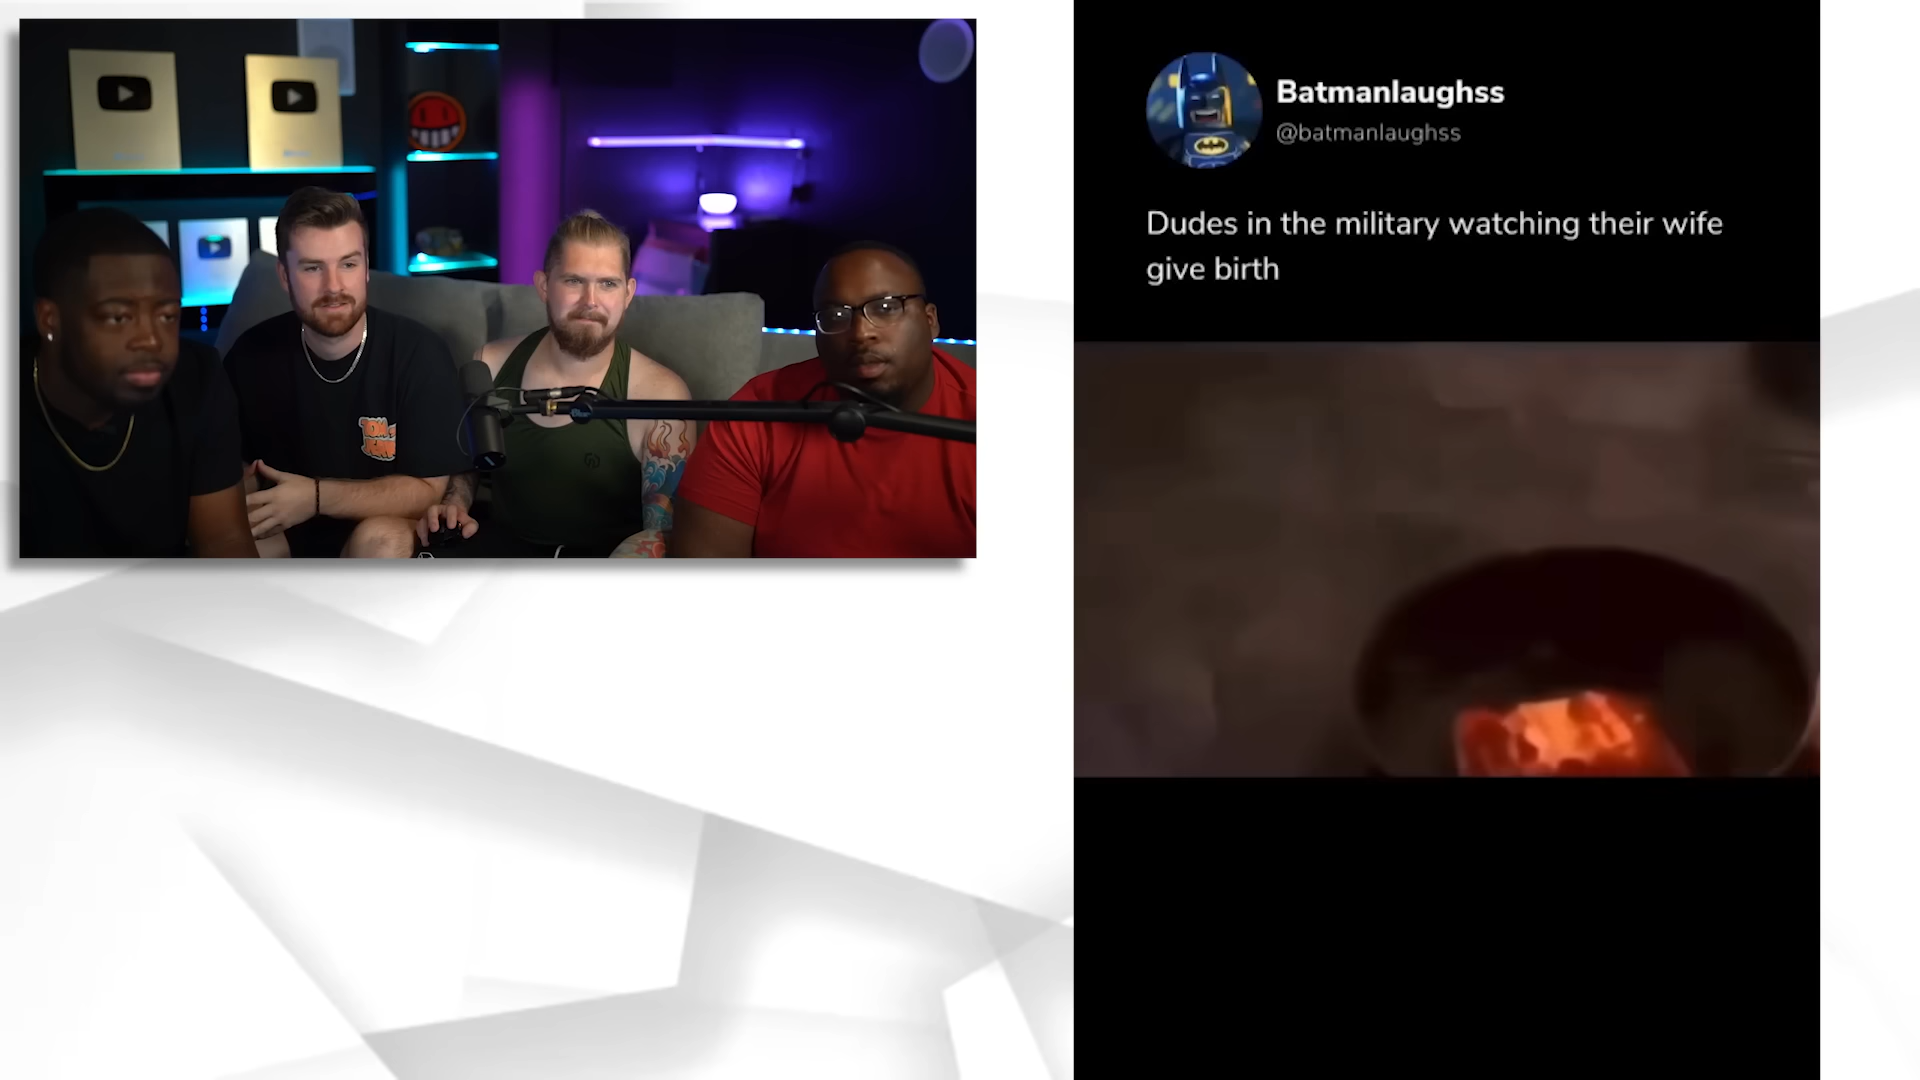 Batmanlaughss
@batmanlaughss
Dudes in the military watching their wife
give birth